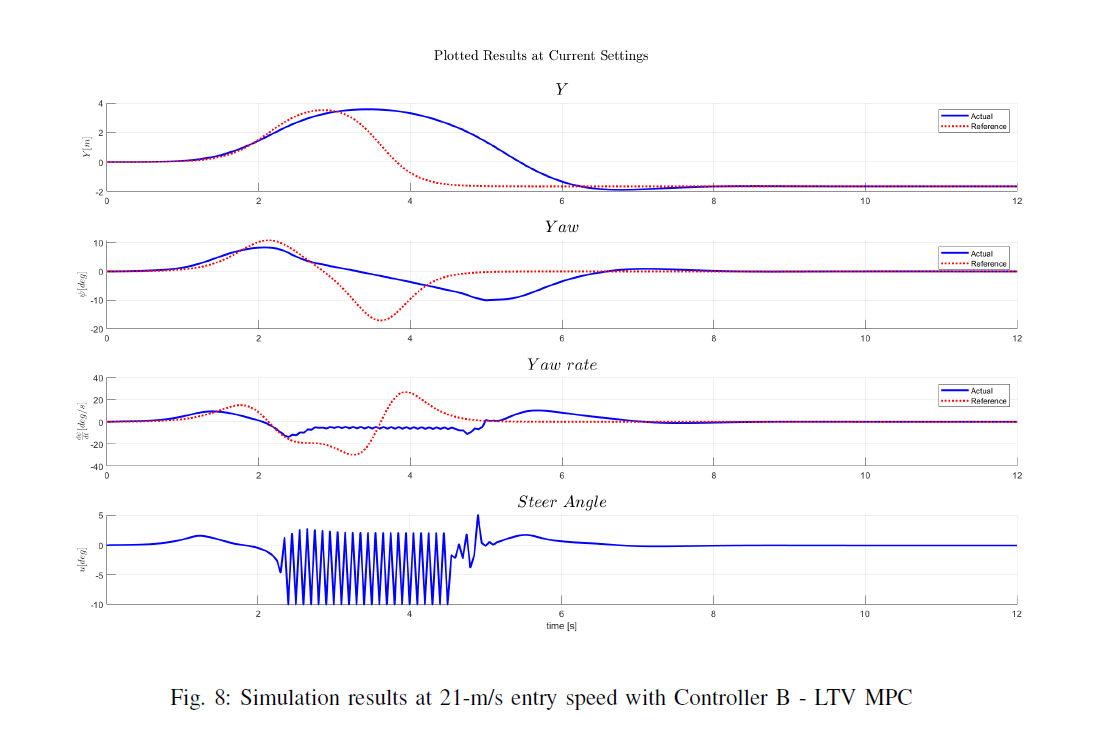 Plotted Results at Current Settings
Y
4
2
0
-2
Y[m]
Actual
Reference
0 2 4 6 8 10 12
Yaw
10
0
-10
-20
ψ[deg]
Actual
Reference
0 2 4 6 8 10 12
Yaw rate
40
20
0
-20
-40
dψ/dt[deg/s]
Actual
Reference
0 2 4 6 8 10 12
Steer Angle
5
0
-5
-10
u[deg]
2 4 6 8 10 12
time [s]
Fig. 8: Simulation results at 21-m/s entry speed with Controller B - LTV MPC